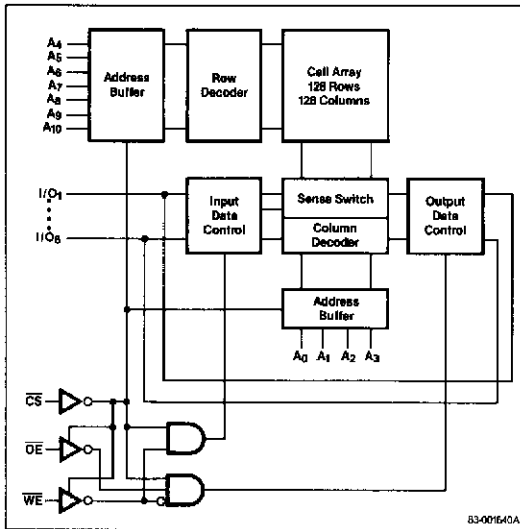 A4
A5
A6
A7
A8
A9
A10
Address
Buffer
Row
Decoder
Cell Array
128 Rows
128 Columns
I/O1
I/O8
Input
Data
Control
Sense Switch
Column
Decoder
Output
Data
Control
Address
Buffer
A0 A1 A2 A3
CS
OE
WE
83-001640A